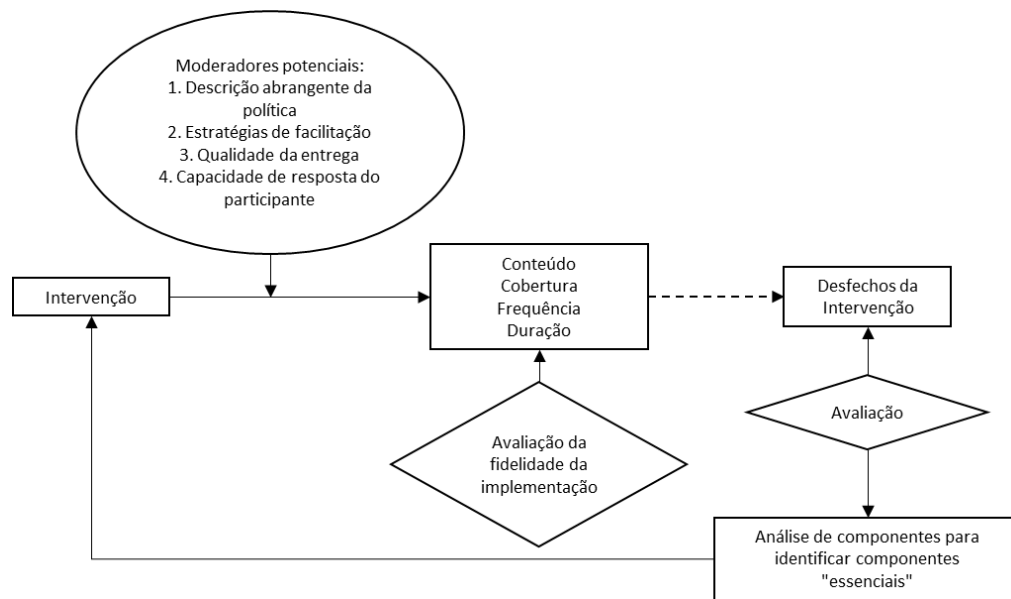 Moderadores potenciais:
1. Descrição abrangente da
política
2. Estratégias de facilitação
3. Qualidade da entrega
4. Capacidade de resposta do
participante
Intervenção
Conteúdo
Cobertura
Frequência
Duração
Desfechos da
Intervenção
Avaliação da
fidelidade da
implementação
Avaliação
Análise de componentes para
identificar componentes
"essenciais"